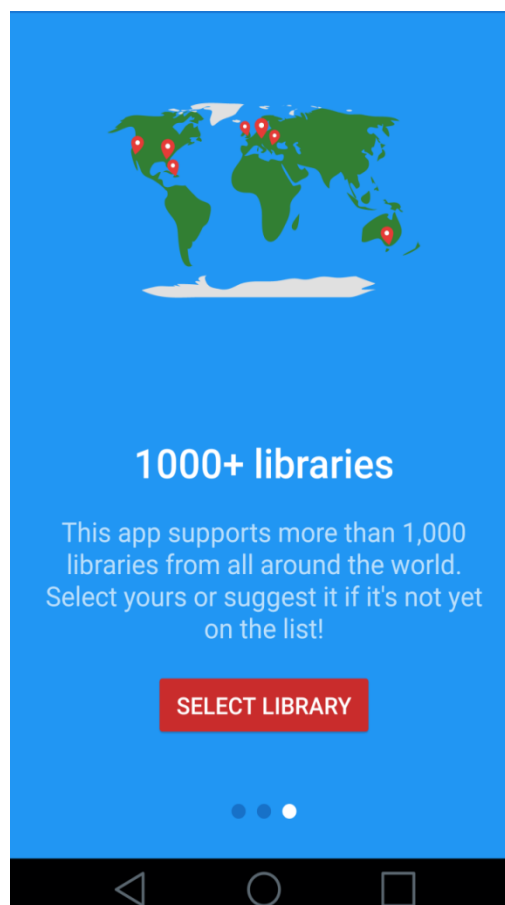 1000+ libraries
This app supports more than 1,000
libraries from all around the world.
Select yours or suggest it if it's not yet
on the list!
SELECT LIBRARY